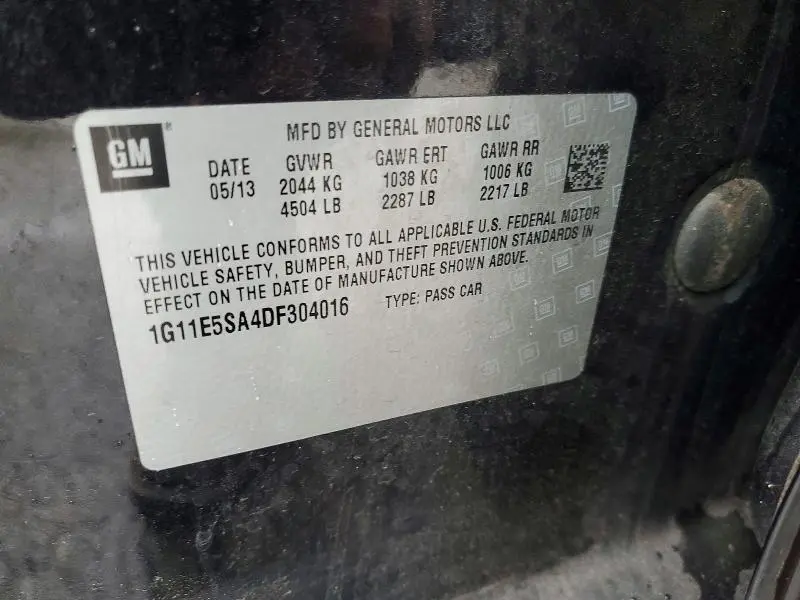 GM
MFD BY GENERAL MOTORS LLC
DATE GVWR GAWR FRT GAWR RR
05/13 2044 KG 1038 KG 1006 KG
4504 LB 2287 LB 2217 LB
THIS VEHICLE CONFORMS TO ALL APPLICABLE U.S. FEDERAL MOTOR
VEHICLE SAFETY, BUMPER, AND THEFT PREVENTION STANDARDS IN
EFFECT ON THE DATE OF MANUFACTURE SHOWN ABOVE.
1G11E5SA4DF304016 TYPE: PASS CAR